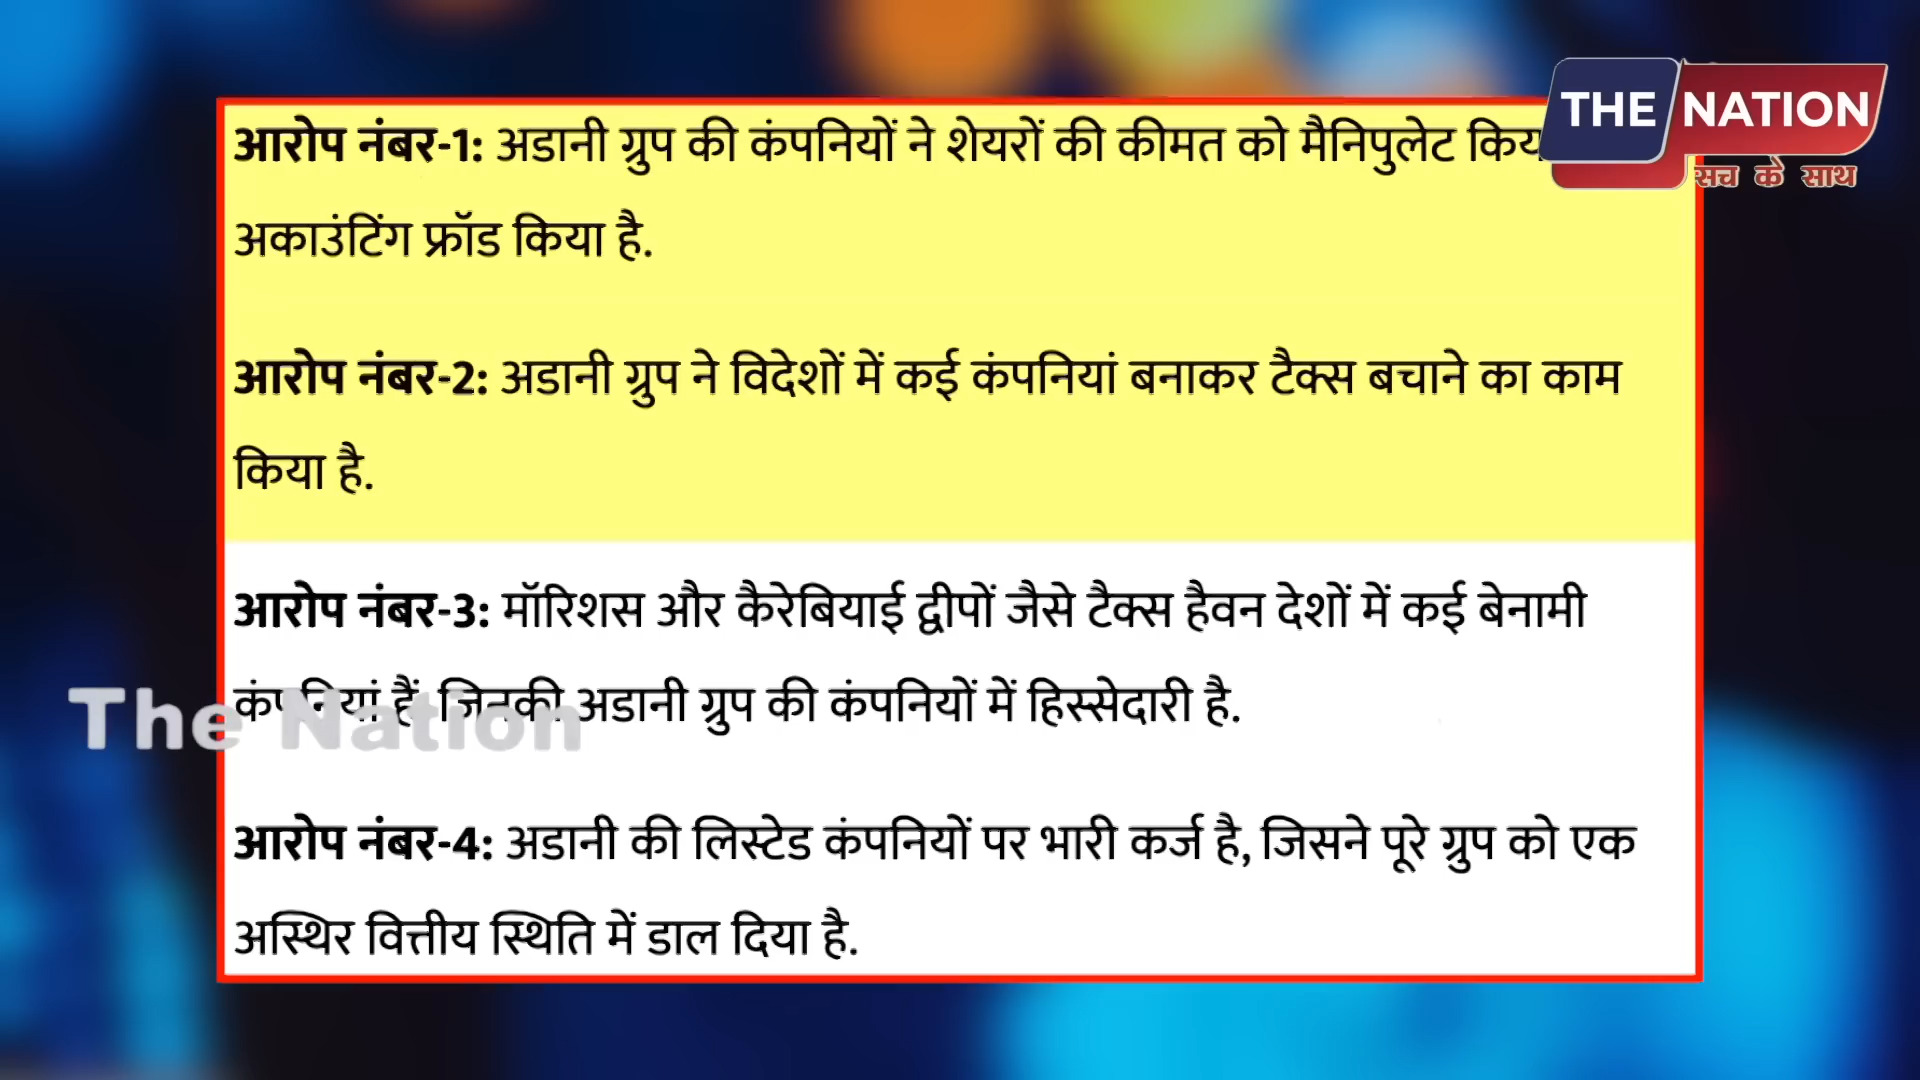 THE NATION
सच के साथ
आरोप नंबर-1: अडानी ग्रुप की कंपनियों ने शेयरों की कीमत को मैनिपुलेट
अकाउंटिंग फ्रॉड किया है.
आरोप नंबर-2: अडानी ग्रुप ने विदेशों में कई कंपनियां बनाकर टैक्स बचाने का काम
किया है.
आरोप नंबर-3: मॉरिशस और कैरेबियाई द्वीपों जैसे टैक्स हैवन देशों में कई बेनामी
कंपनियां हैं जिनकी अडानी ग्रुप की कंपनियों में हिस्सेदारी है.
The Nation
आरोप नंबर-4: अडानी की लिस्टेड कंपनियों पर भारी कर्ज है, जिसने पूरे ग्रुप को एक
अस्थिर वित्तीय स्थिति में डाल दिया है.